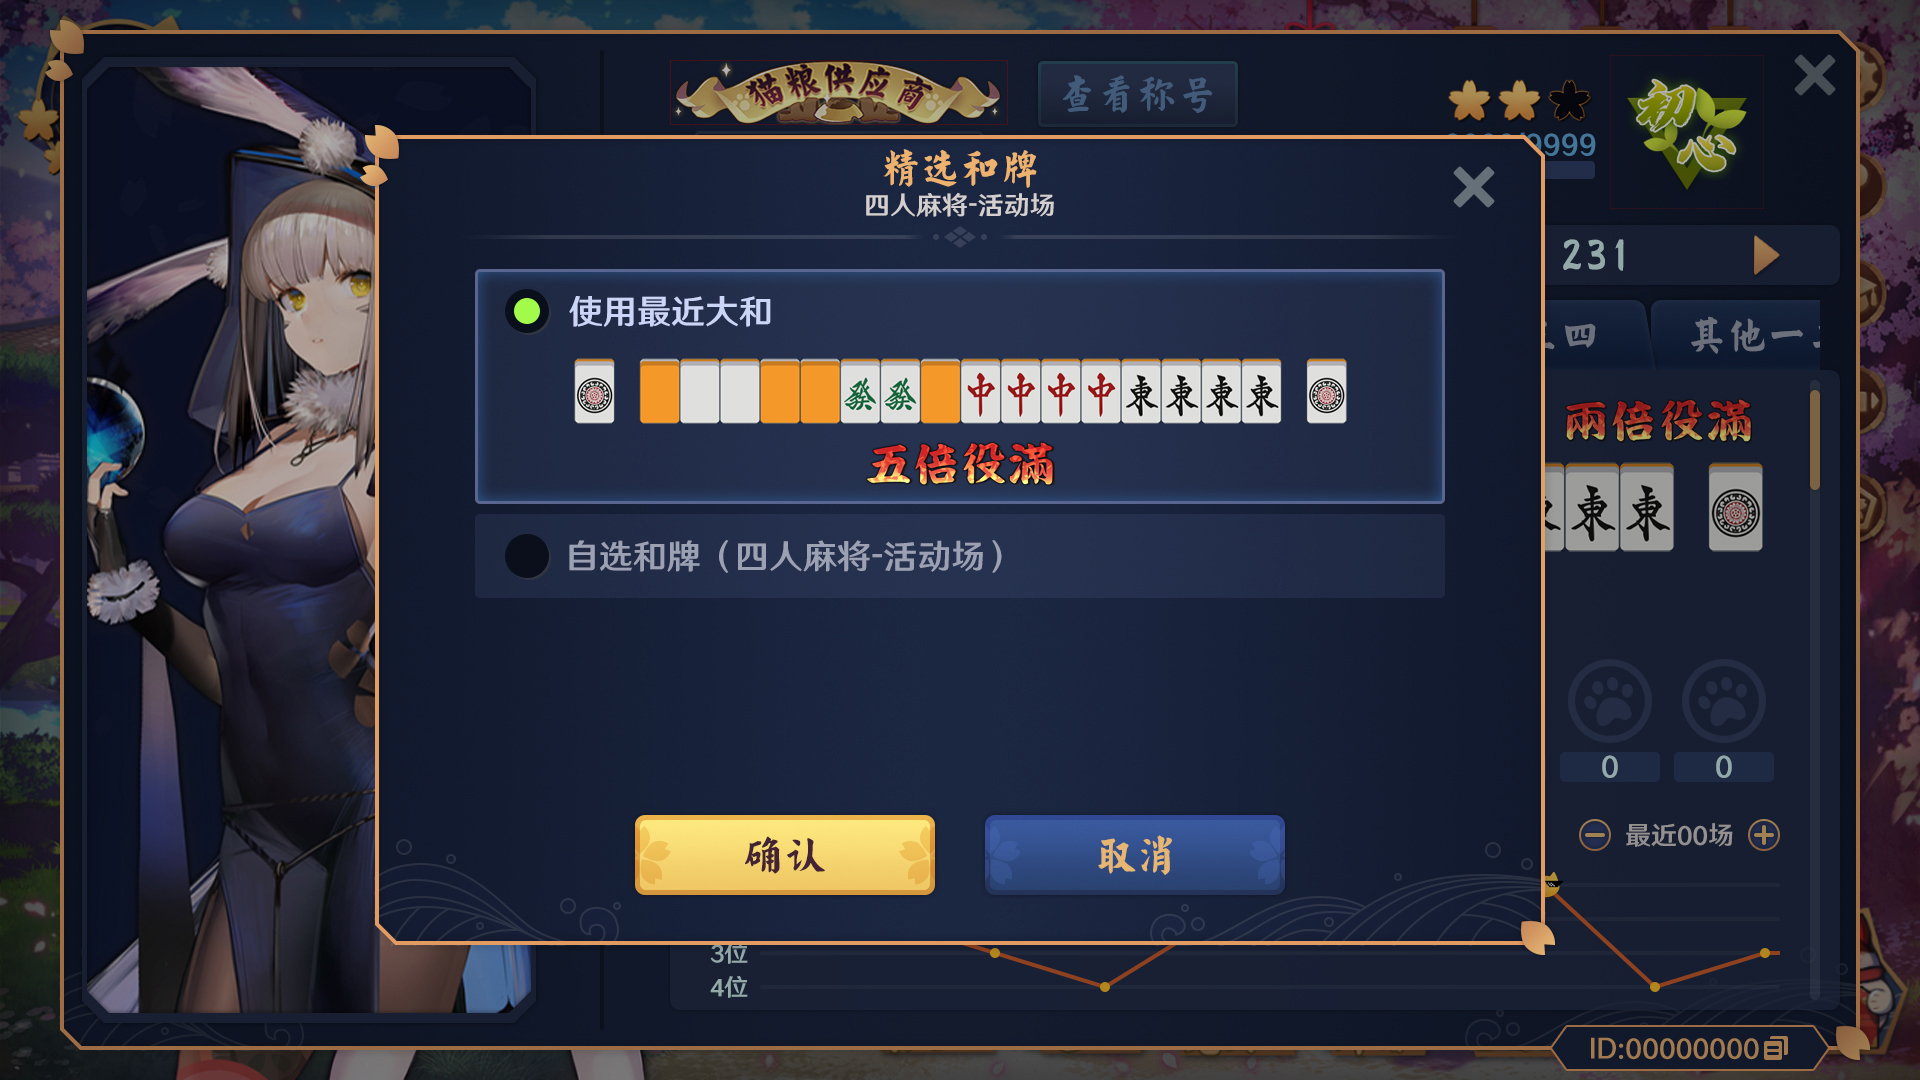 猫粮供应商
查看称号
9999
初心
精选和牌
四人麻将-活动场
231
使用最近大和
四
其他一
發 發 中 中 中 中 東 東 東 東
五倍役滿
兩倍役滿
東 東
自选和牌（四人麻将-活动场）
0
0
最近00场
确认
取消
3位
4位
ID:00000000